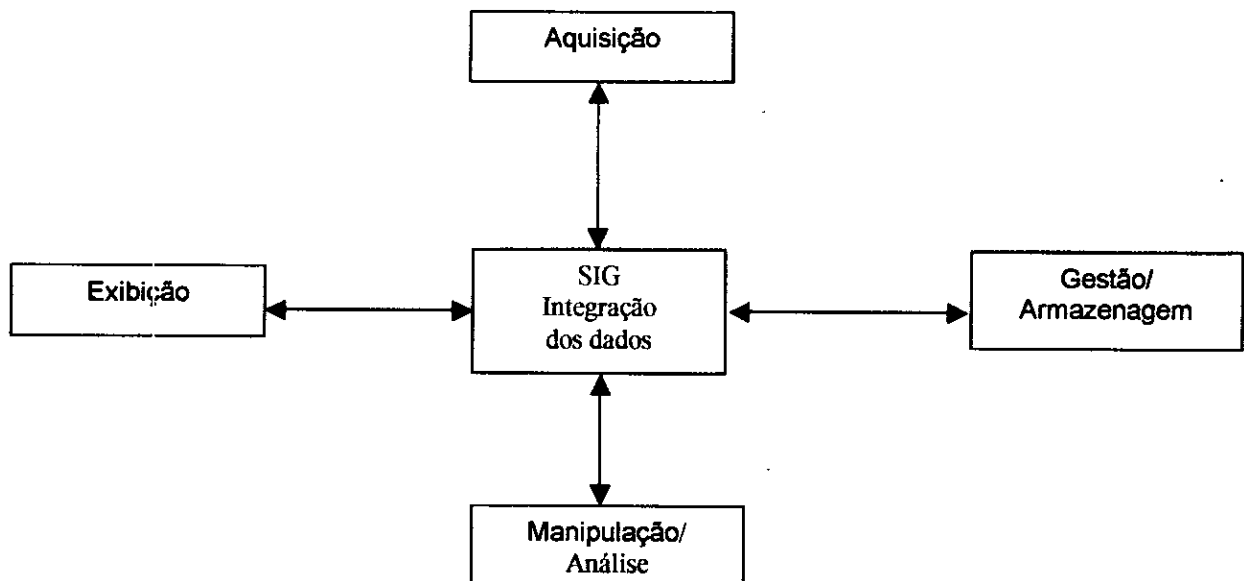 Aquisição
Exibição
SIG
Integração
dos dados
Gestão/
Armazenagem
Manipulação/
Análise